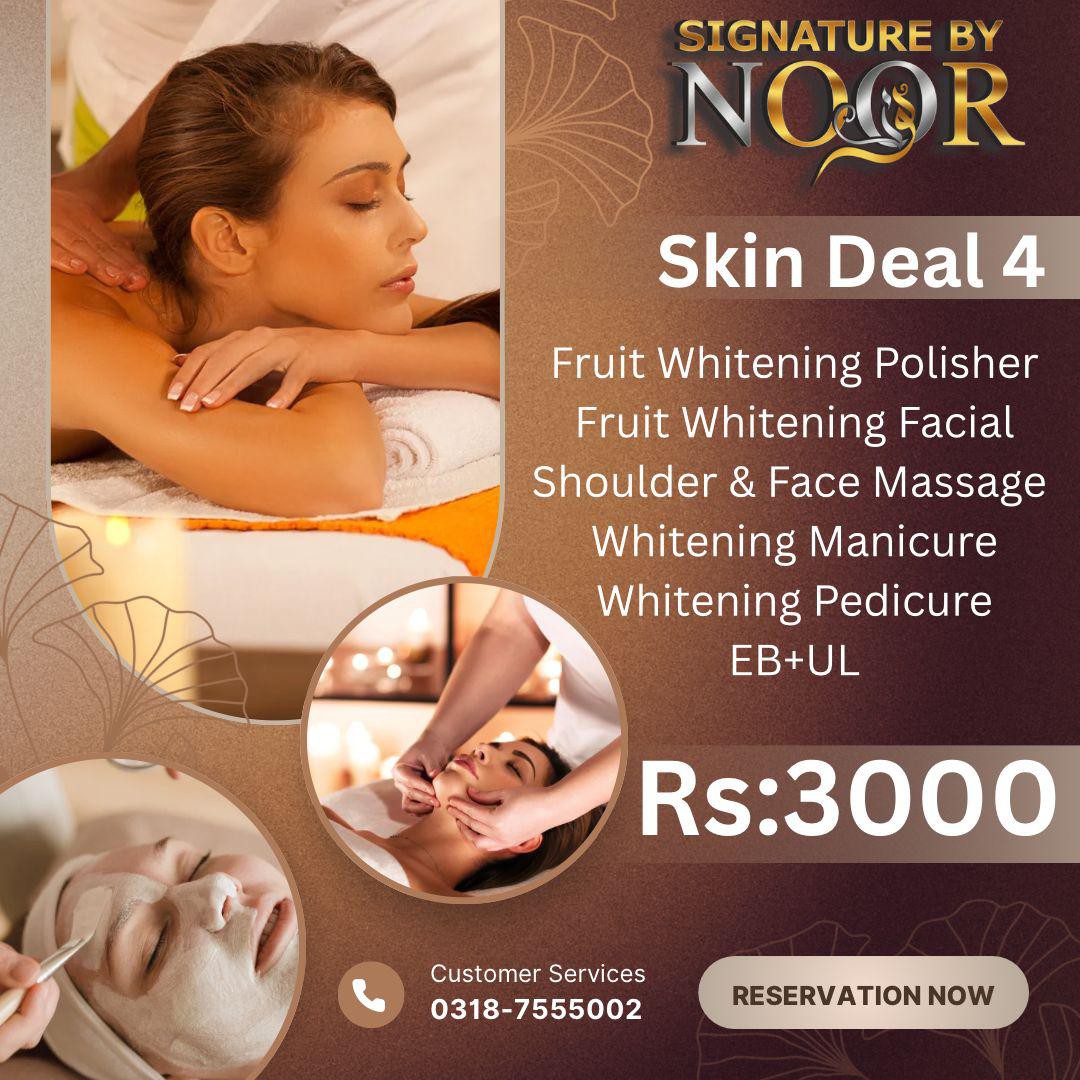 SIGNATURE BY
NOOR
Skin Deal 4
Fruit Whitening Polisher
Fruit Whitening Facial
Shoulder & Face Massage
Whitening Manicure
Whitening Pedicure
EB+UL
Rs:3000
Customer Services
0318-7555002
RESERVATION NOW